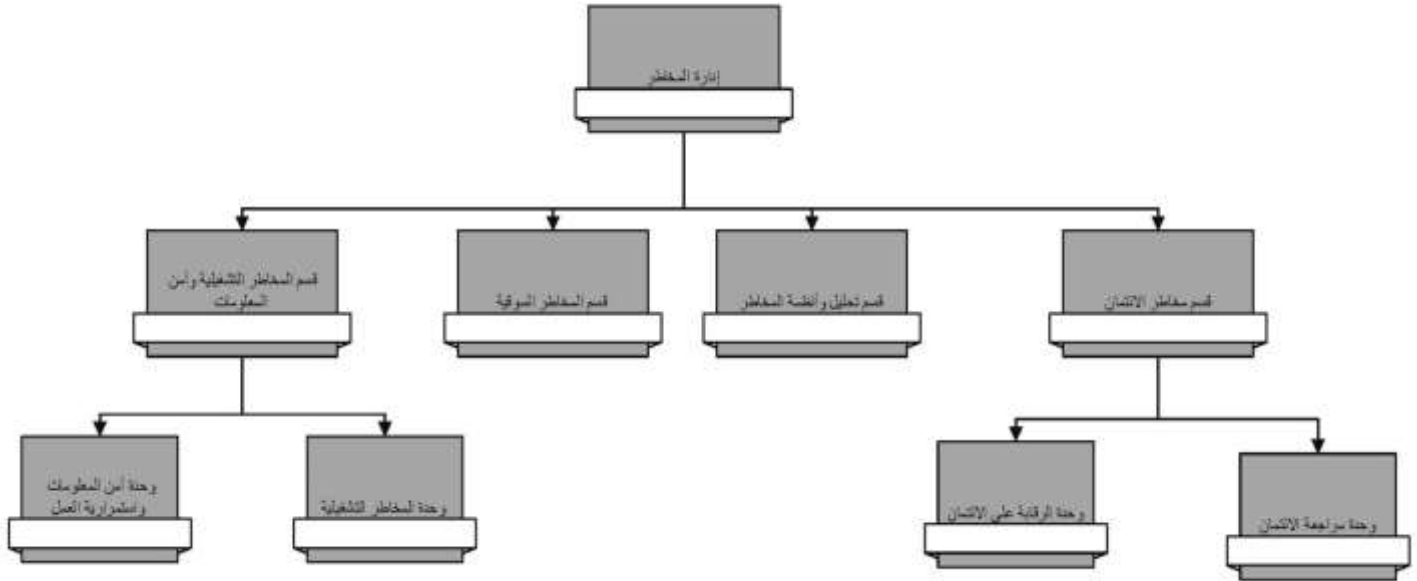 إدارة المخاطر
قسم مخاطر الائتمان
قسم تحليل وأنظمة المخاطر
قسم المخاطر السوقية
قسم المخاطر التشغيلية وأمن
المعلومات
وحدة مراجعة الائتمان
وحدة الرقابة على الائتمان
وحدة المخاطر التشغيلية
وحدة أمن المعلومات
واستمرارية العمل